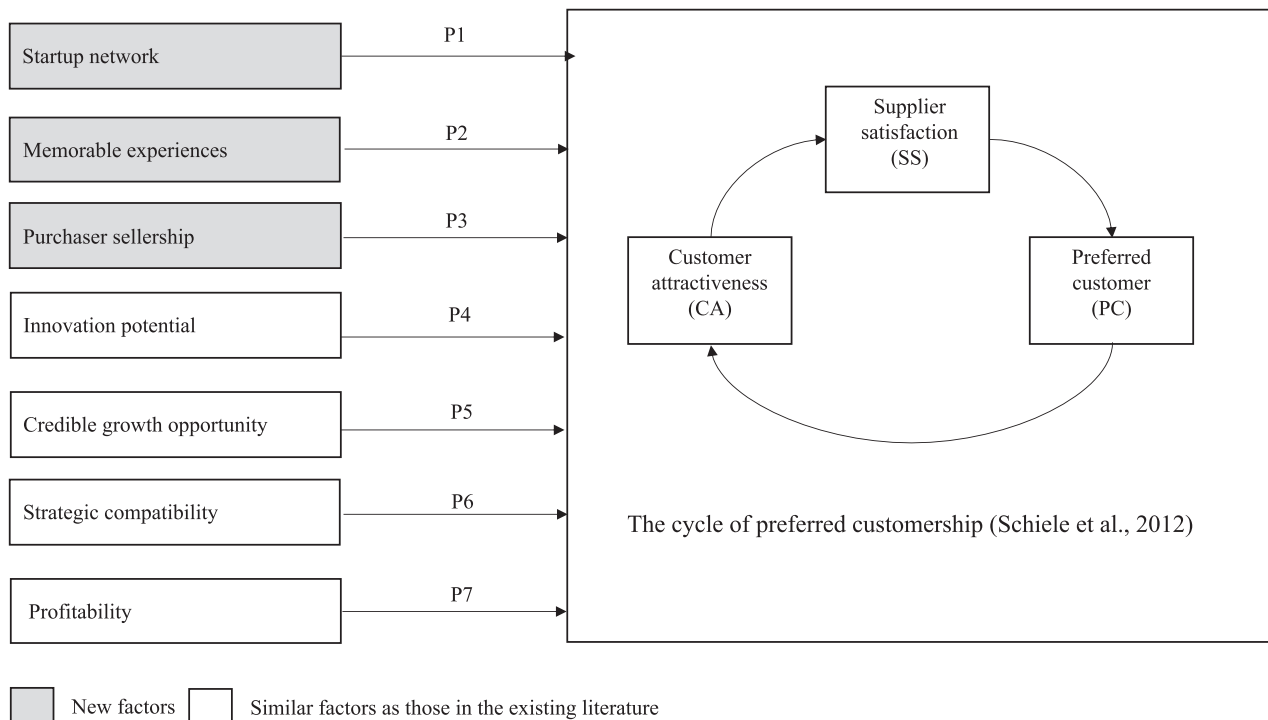 Startup network
P1
Memorable experiences
P2
Purchaser sellership
P3
Innovation potential
P4
Credible growth opportunity
P5
Strategic compatibility
P6
Profitability
P7
Supplier
satisfaction
(SS)
Customer
attractiveness
(CA)
Preferred
customer
(PC)
The cycle of preferred customership (Schiele et al., 2012)
New factors
Similar factors as those in the existing literature